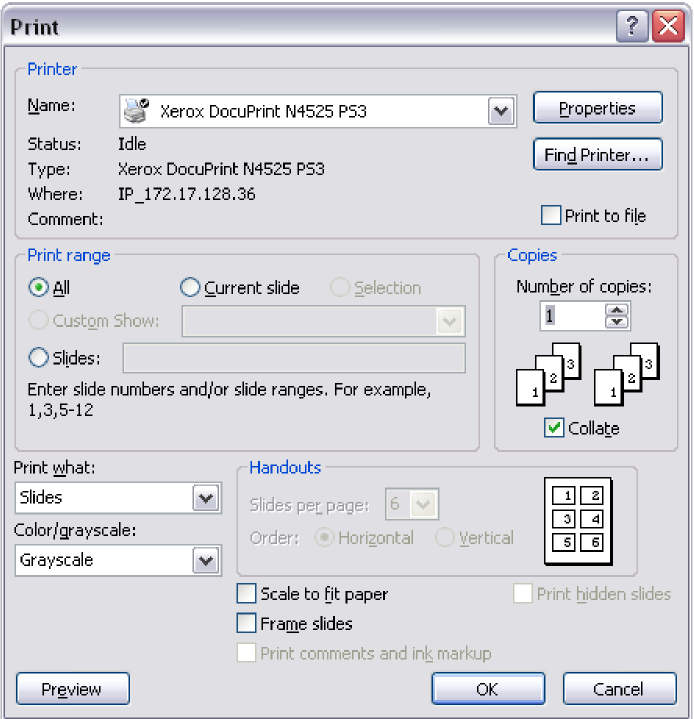 Print
Printer
Name:
Xerox DocuPrint N4525 PS3
Properties
Status: Idle
Find Printer...
Type: Xerox DocuPrint N4525 PS3
Where: IP_172.17.128.36
Comment:
Print to file
Print range
All
Current slide
Selection
Custom Show:
Slides:
Enter slide numbers and/or slide ranges. For example,
1,3,5-12
Copies
Number of copies:
1
1 2 3 1 2 3
Collate
Print what:
Slides
Color/grayscale:
Grayscale
Handouts
Slides per page: 6
Order: Horizontal Vertical
1 2
3 4
5 6
Scale to fit paper
Print hidden slides
Frame slides
Print comments and ink markup
Preview
OK
Cancel